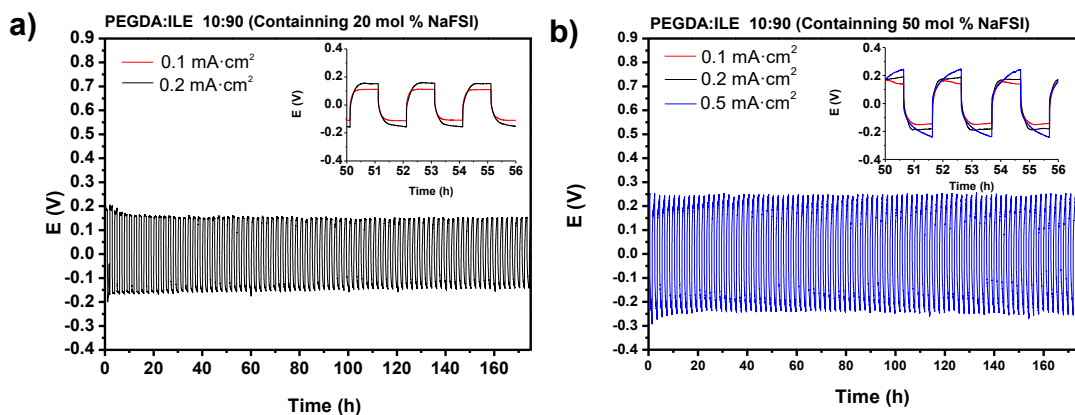 a)
PEGDA:ILE 10:90 (Containning 20 mol % NaFSI)
0.9
0.8
0.7
0.6
0.5
0.4
0.3
0.2
0.1
0.0
-0.1
-0.2
-0.3
-0.4
E (V)
0 20 40 60 80 100 120 140 160
Time (h)
0.1 mA·cm²
0.2 mA·cm²
0.4
0.2
0.0
-0.2
-0.4
E (V)
50 51 52 53 54 55 56
Time (h)
b)
PEGDA:ILE 10:90 (Containning 50 mol % NaFSI)
0.9
0.8
0.7
0.6
0.5
0.4
0.3
0.2
0.1
0.0
-0.1
-0.2
-0.3
-0.4
E (V)
0 20 40 60 80 100 120 140 160
Time (h)
0.1 mA·cm²
0.2 mA·cm²
0.5 mA·cm²
0.4
0.2
0.0
-0.2
-0.4
E (V)
50 51 52 53 54 55 56
Time (h)